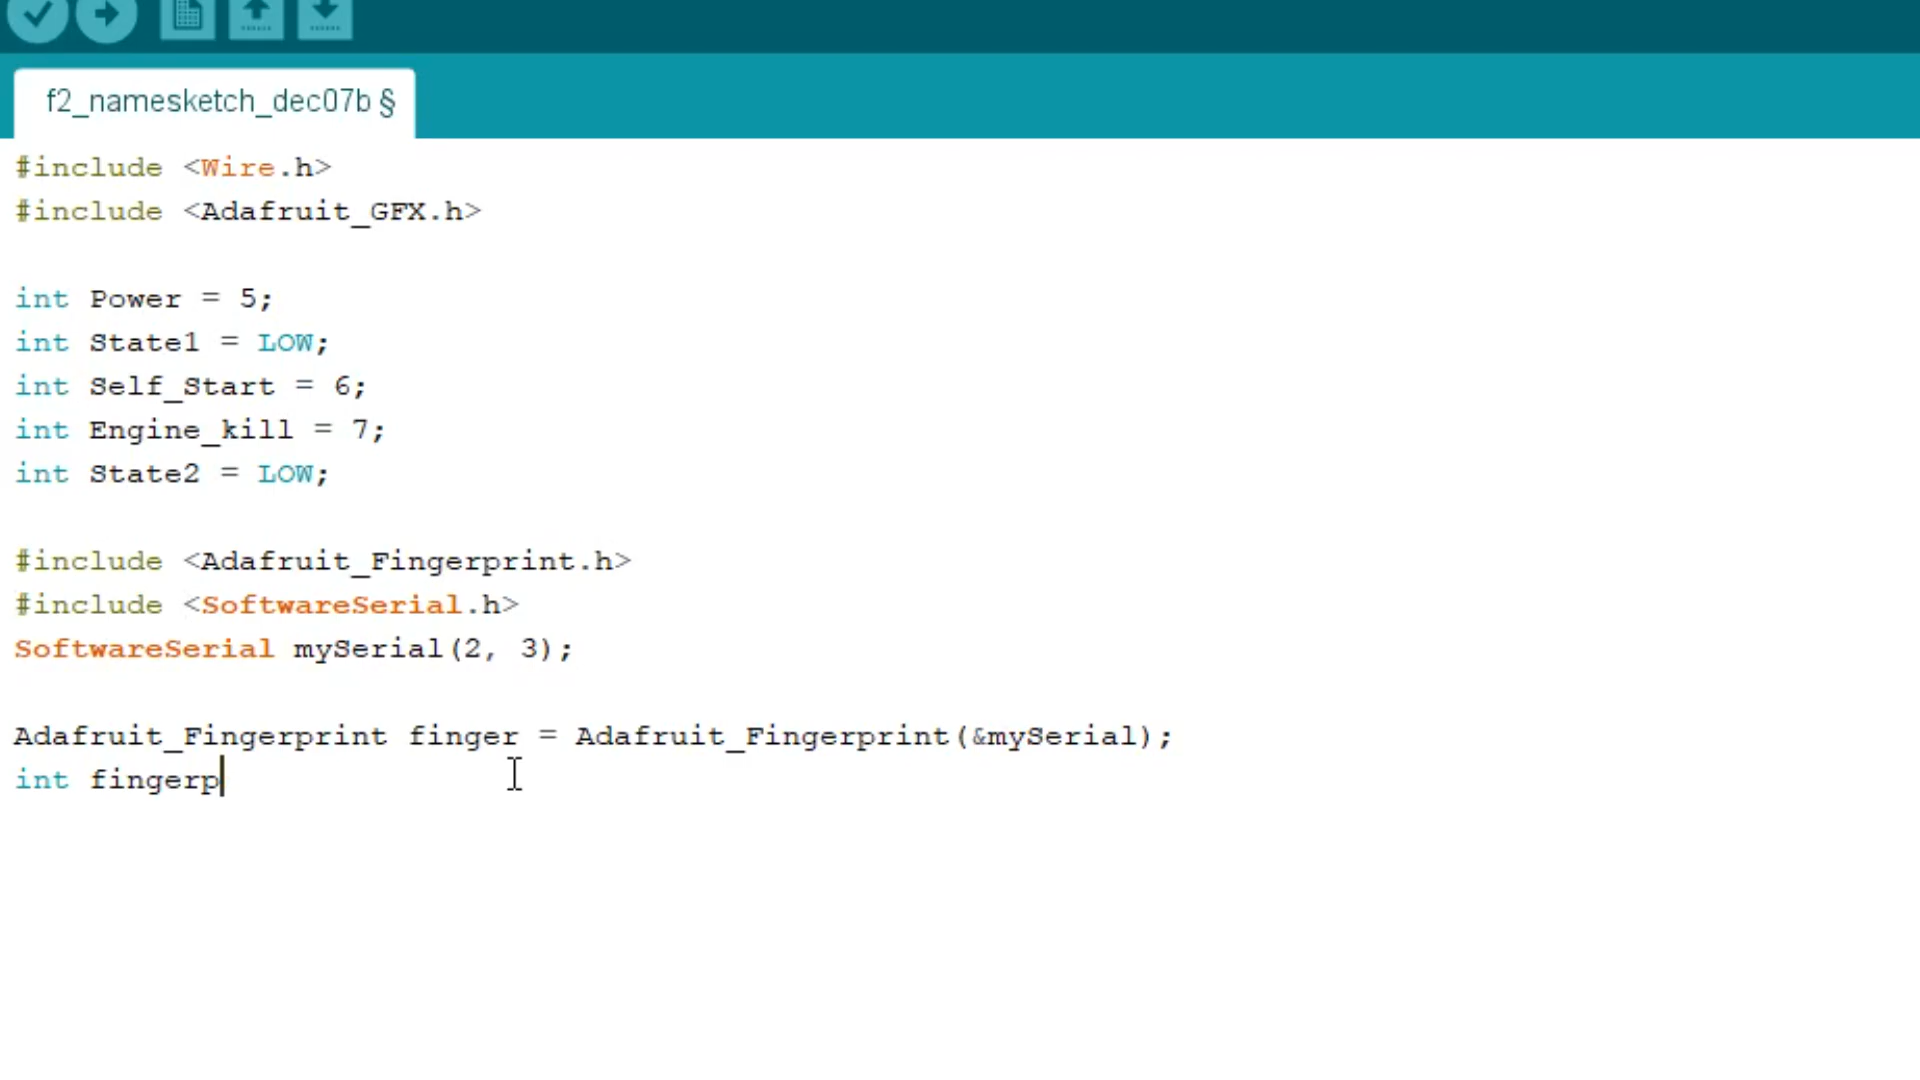 f2_namesketch_dec07b §
#include <Wire.h>
#include <Adafruit_GFX.h>
int Power = 5;
int State1 = LOW;
int Self_Start = 6;
int Engine_kill = 7;
int State2 = LOW;
#include <Adafruit_Fingerprint.h>
#include <SoftwareSerial.h>
SoftwareSerial mySerial(2, 3);
Adafruit_Fingerprint finger = Adafruit_Fingerprint(&mySerial);
int fingerp